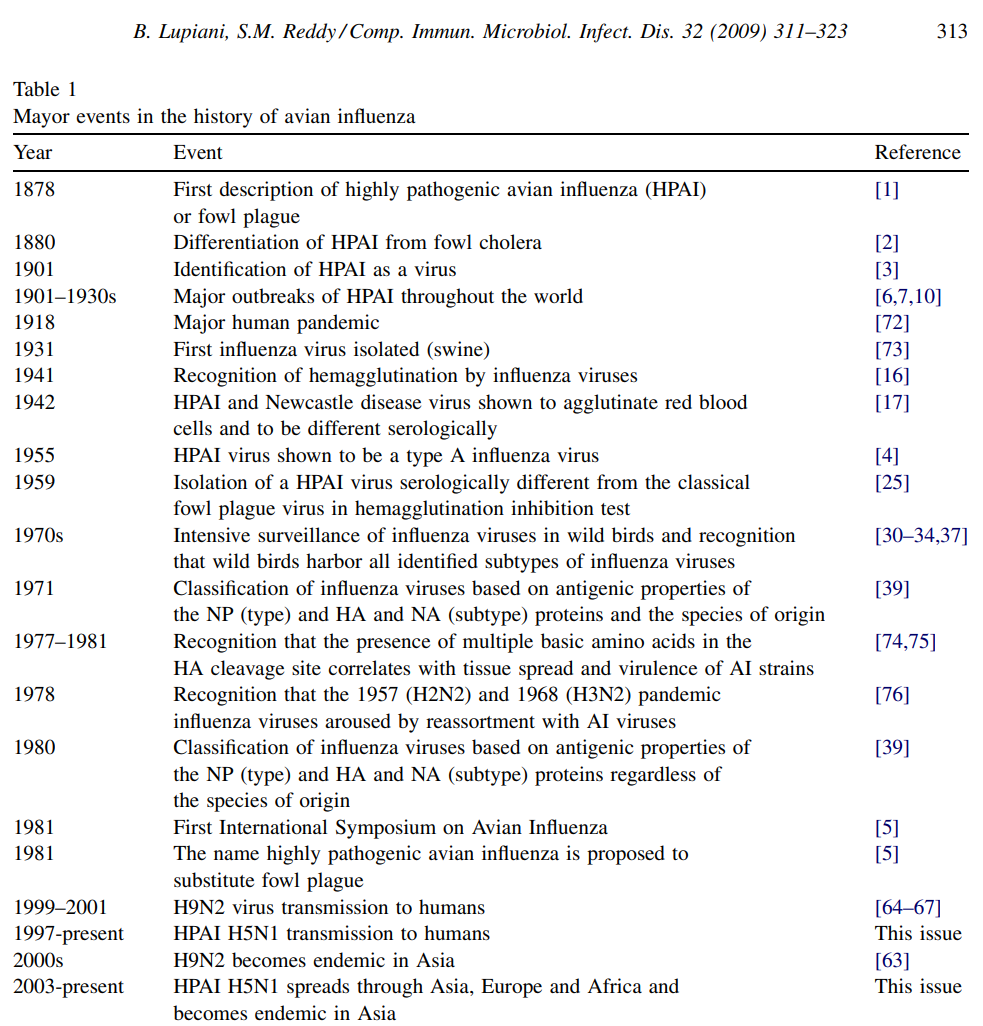 B. Lupiani, S.M. Reddy / Comp. Immun. Microbiol. Infect. Dis. 32 (2009) 311–323 313
Table 1
Mayor events in the history of avian influenza
Year Event Reference
1878 First description of highly pathogenic avian influenza (HPAI) [1]
or fowl plague
1880 Differentiation of HPAI from fowl cholera [2]
1901 Identification of HPAI as a virus [3]
1901–1930s Major outbreaks of HPAI throughout the world [6,7,10]
1918 Major human pandemic [72]
1931 First influenza virus isolated (swine) [73]
1941 Recognition of hemagglutination by influenza viruses [16]
1942 HPAI and Newcastle disease virus shown to agglutinate red blood [17]
cells and to be different serologically
1955 HPAI virus shown to be a type A influenza virus [4]
1959 Isolation of a HPAI virus serologically different from the classical [25]
fowl plague virus in hemagglutination inhibition test
1970s Intensive surveillance of influenza viruses in wild birds and recognition [30–34,37]
that wild birds harbor all identified subtypes of influenza viruses
1971 Classification of influenza viruses based on antigenic properties of [39]
the NP (type) and HA and NA (subtype) proteins and the species of origin
1977–1981 Recognition that the presence of multiple basic amino acids in the [74,75]
HA cleavage site correlates with tissue spread and virulence of AI strains
1978 Recognition that the 1957 (H2N2) and 1968 (H3N2) pandemic [76]
influenza viruses aroused by reassortment with AI viruses
1980 Classification of influenza viruses based on antigenic properties of [39]
the NP (type) and HA and NA (subtype) proteins regardless of
the species of origin
1981 First International Symposium on Avian Influenza [5]
1981 The name highly pathogenic avian influenza is proposed to [5]
substitute fowl plague
1999–2001 H9N2 virus transmission to humans [64–67]
1997-present HPAI H5N1 transmission to humans This issue
2000s H9N2 becomes endemic in Asia [63]
2003-present HPAI H5N1 spreads through Asia, Europe and Africa and This issue
becomes endemic in Asia